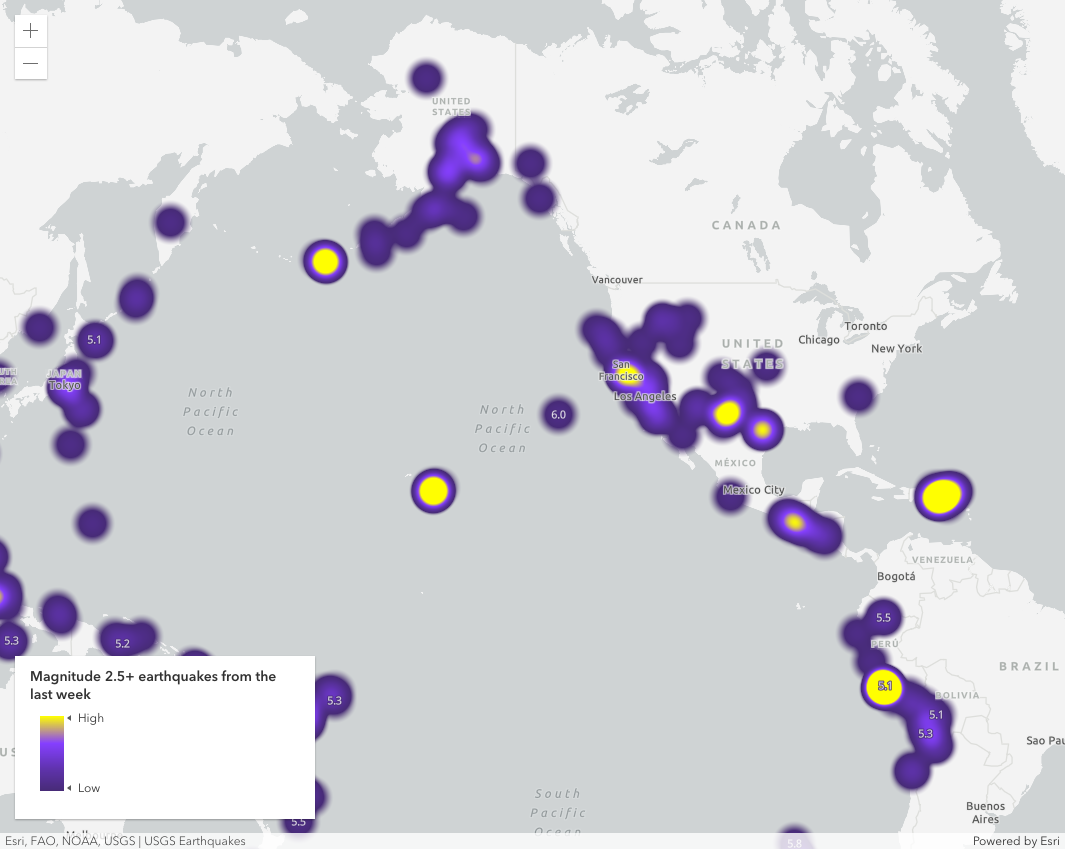 +
−
UNITED
STATES
CANADA
Vancouver
Toronto
Chicago
New York
UNITED
STATES
5.1
JAPAN
Tokyo
San
Francisco
Los Angeles
North
Pacific
Ocean
North
Pacific
Ocean
6.0
MÉXICO
Mexico City
VENEZUELA
Bogotá
5.5
5.3
5.2
PERÚ
BRAZIL
5.1
BOLIVIA
5.1
5.3
5.3
Sao Pau
Magnitude 2.5+ earthquakes from the
last week
High
Low
South
Pacific
Ocean
Buenos
Aires
5.5
5.8
Esri, FAO, NOAA, USGS | USGS Earthquakes
Powered by Esri